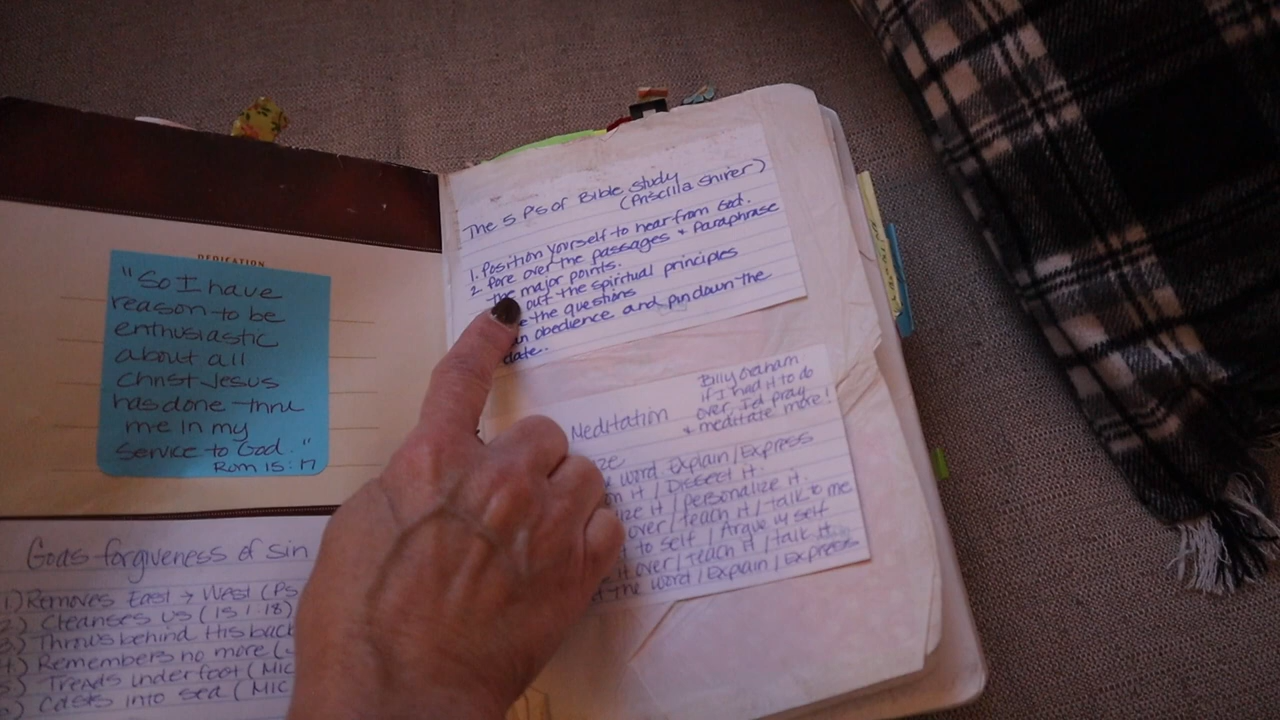 DEDICATION
"So I have
reason to be
enthusiastic
about all
Christ Jesus
has done thru
me in my
service to God."
Rom 15:17
Gods forgiveness of sin
1) Removes East → West (Ps
2) Cleanses us (IS 1:18)
3) Throws behind His back
4) Remembers no more (
5) Treads underfoot (MIC
6) Casts into sea (MIC
The 5 P's of Bible study
(Priscilla Shirer)
1. Position yourself to hear from God.
2 Pore over the passages & Paraphrase
the major points.
out the spiritual principles
the questions
obedience and pin down the
date.
Meditation
Billy Graham
if I had it to do
over, I'd pray
& meditate more!
word Explain/Express
it / Dissect it.
it / personalize it.
over/teach it / talk to me
to self / Argue w self
it over / Teach it / talk it
the word / Explain / Express